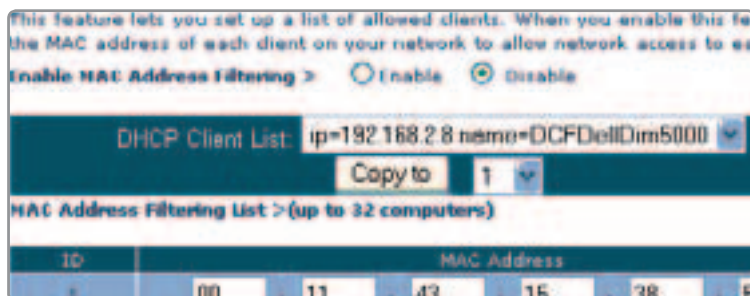 This feature lets you set up a list of allowed clients. When you enable this fe
the MAC address of each client on your network to allow network access to ea
Enable MAC Address Filtering > Enable Disable
DHCP Client List: ip=192.168.2.8 name=DCFDellDim5000
Copy to 1
MAC Address Filtering List >(up to 32 computers)
ID MAC Address
00 : 11 : 43 : 15 : 38 :